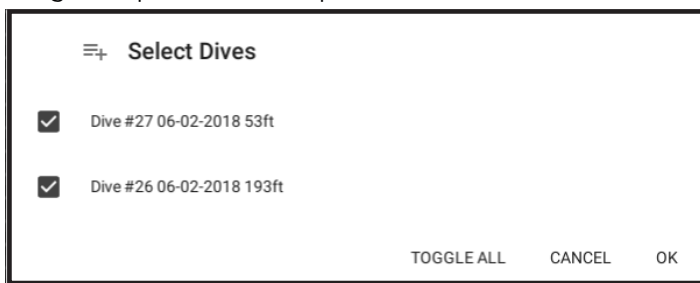 Select Dives
Dive #27 06-02-2018 53ft
Dive #26 06-02-2018 193ft
TOGGLE ALL CANCEL OK